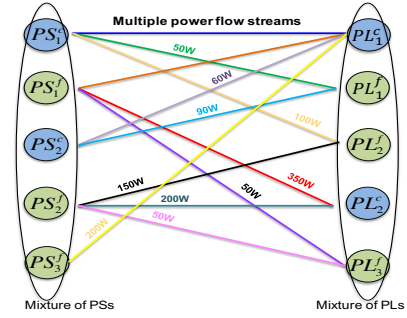 Multiple power flow streams
PS₁ᶜ
PL₁ᶜ
50W
60W
PS₁ᶠ
PL₁ᶠ
90W
100W
PS₂ᶜ
PL₂ᶠ
150W
350W
50W
PS₂ᶠ
200W
PL₂ᶜ
50W
200W
PS₃ᶠ
PL₃ᶠ
Mixture of PSs
Mixture of PLs